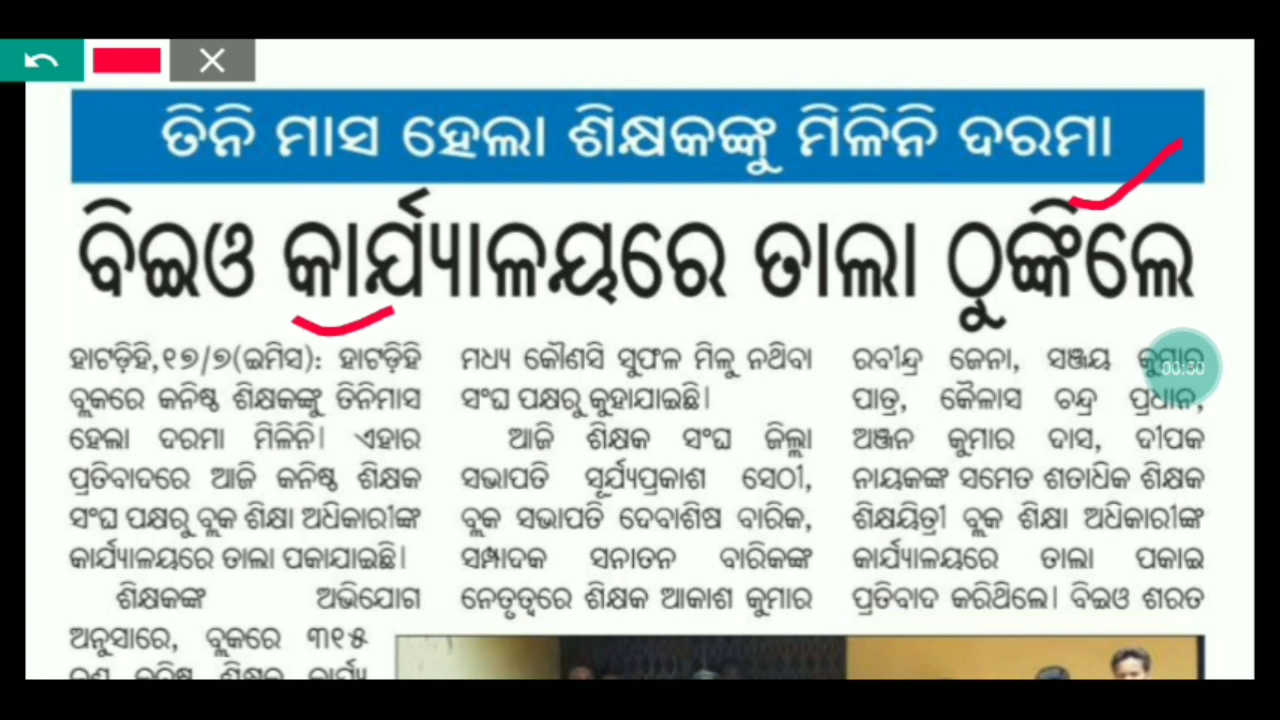 ତିନି ମାସ ହେଲା ଶିକ୍ଷକଙ୍କୁ ମିଳିନି ଦରମା
ବିଇଓ କାର୍ଯ୍ୟାଳୟରେ ତାଲା ଠୁଙ୍କିଲେ
ହାଟଡ଼ିହି,୧୭/୭(ଇମିସ): ହାଟଡ଼ିହି
ବ୍ଲକରେ କନିଷ୍ଠ ଶିକ୍ଷକଙ୍କୁ ତିନିମାସ
ହେଲା ଦରମା ମିଳିନି। ଏହାର
ପ୍ରତିବାଦରେ ଆଜି କନିଷ୍ଠ ଶିକ୍ଷକ
ସଂଘ ପକ୍ଷରୁ ବ୍ଲକ ଶିକ୍ଷା ଅଧିକାରୀଙ୍କ
କାର୍ଯ୍ୟାଳୟରେ ତାଲା ପକାଯାଇଛି।
ଶିକ୍ଷକଙ୍କ ଅଭିଯୋଗ
ଅନୁସାରେ, ବ୍ଲକରେ ୩୧୫
ମଧ୍ୟ କୌଣସି ସୁଫଳ ମିଳୁ ନଥିବା
ସଂଘ ପକ୍ଷରୁ କୁହାଯାଇଛି।
ଆଜି ଶିକ୍ଷକ ସଂଘ ଜିଲ୍ଲା
ସଭାପତି ସୂର୍ଯ୍ୟପ୍ରକାଶ ସେଠୀ,
ବ୍ଲକ ସଭାପତି ଦେବାଶିଷ ବାରିକ,
ସମ୍ପାଦକ ସନାତନ ବାରିକଙ୍କ
ନେତୃତ୍ୱରେ ଶିକ୍ଷକ ଆକାଶ କୁମାର
ରବୀନ୍ଦ୍ର ଜେନା, ସଞ୍ଜୟ କୁମାର
ପାତ୍ର, କୈଳାସ ଚନ୍ଦ୍ର ପ୍ରଧାନ,
ଅଞ୍ଜନ କୁମାର ଦାସ, ଦୀପକ
ନାୟକଙ୍କ ସମେତ ଶତାଧିକ ଶିକ୍ଷକ
ଶିକ୍ଷୟିତ୍ରୀ ବ୍ଲକ ଶିକ୍ଷା ଅଧିକାରୀଙ୍କ
କାର୍ଯ୍ୟାଳୟରେ ତାଲା ପକାଇ
ପ୍ରତିବାଦ କରିଥିଲେ। ବିଇଓ ଶରତ